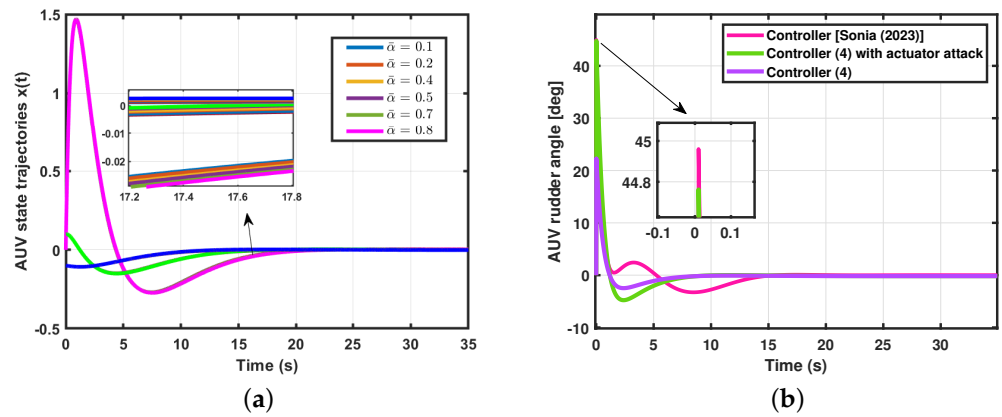 (a)
AUV state trajectories x(t)
1.5
1
0.5
0
-0.5
0 5 10 15 20 25 30 35
Time (s)
ᾱ = 0.1
ᾱ = 0.2
ᾱ = 0.4
ᾱ = 0.5
ᾱ = 0.7
ᾱ = 0.8
0
-0.01
-0.02
17.2 17.4 17.6 17.8
(a)
(b)
AUV rudder angle [deg]
40
30
20
10
0
-10
0 5 10 15 20 25 30
Time (s)
Controller [Sonia (2023)]
Controller (4) with actuator attack
Controller (4)
45
44.8
-0.1 0 0.1
(b)